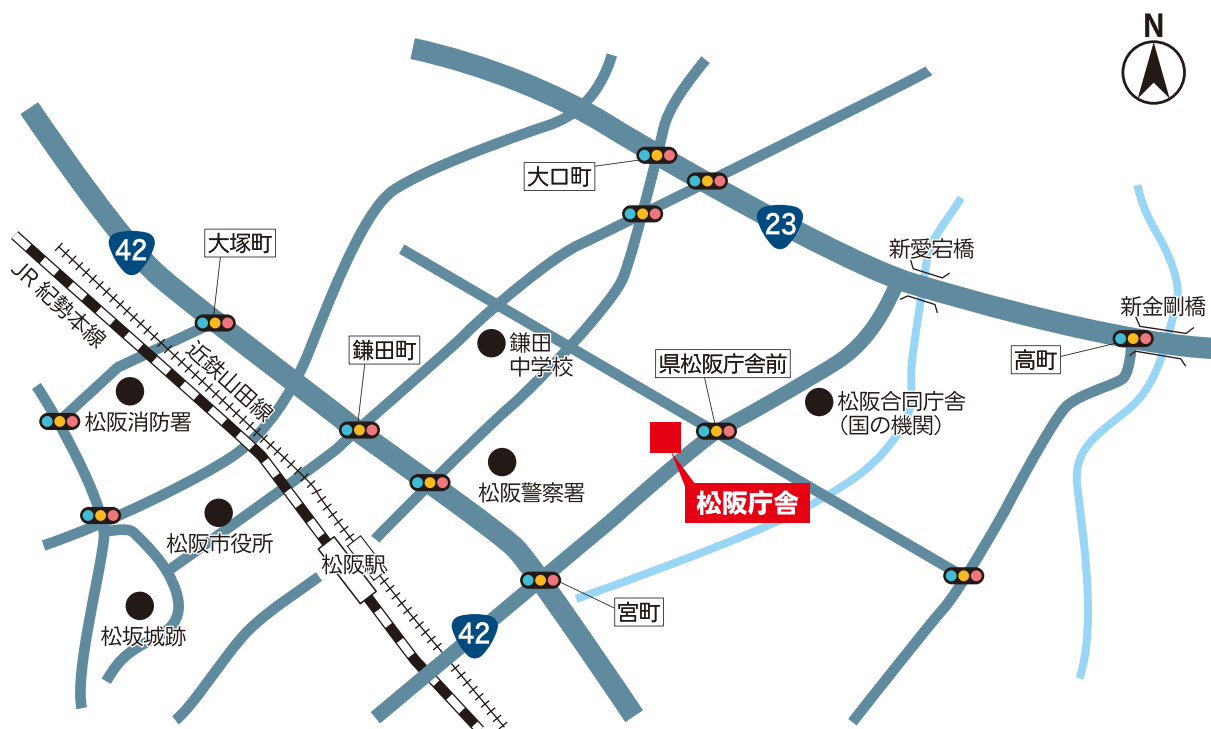 N
大口町
23
42
大塚町
新愛宕橋
JR 紀勢本線
新金剛橋
近鉄山田線
鎌田町
鎌田
中学校
県松阪庁舎前
高町
松阪消防署
松阪合同庁舎
（国の機関）
松阪警察署
松阪庁舎
松阪市役所
松阪駅
宮町
42
松坂城跡